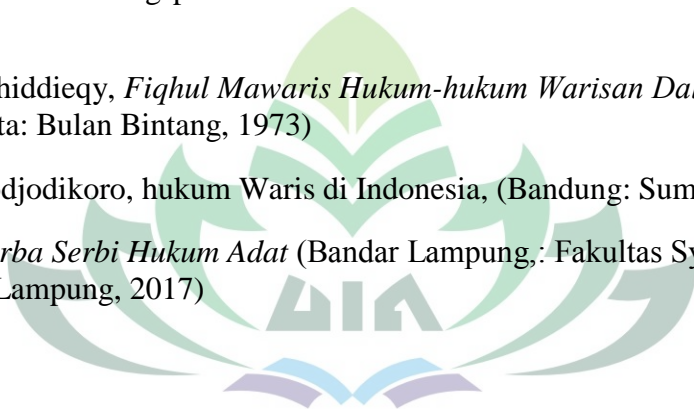 hiddieqy, Fiqhul Mawaris Hukum-hukum Warisan Dal
ta: Bulan Bintang, 1973)
djodikoro, hukum Waris di Indonesia, (Bandung: Sum
rba Serbi Hukum Adat (Bandar Lampung,: Fakultas Sy
Lampung, 2017)
UIN